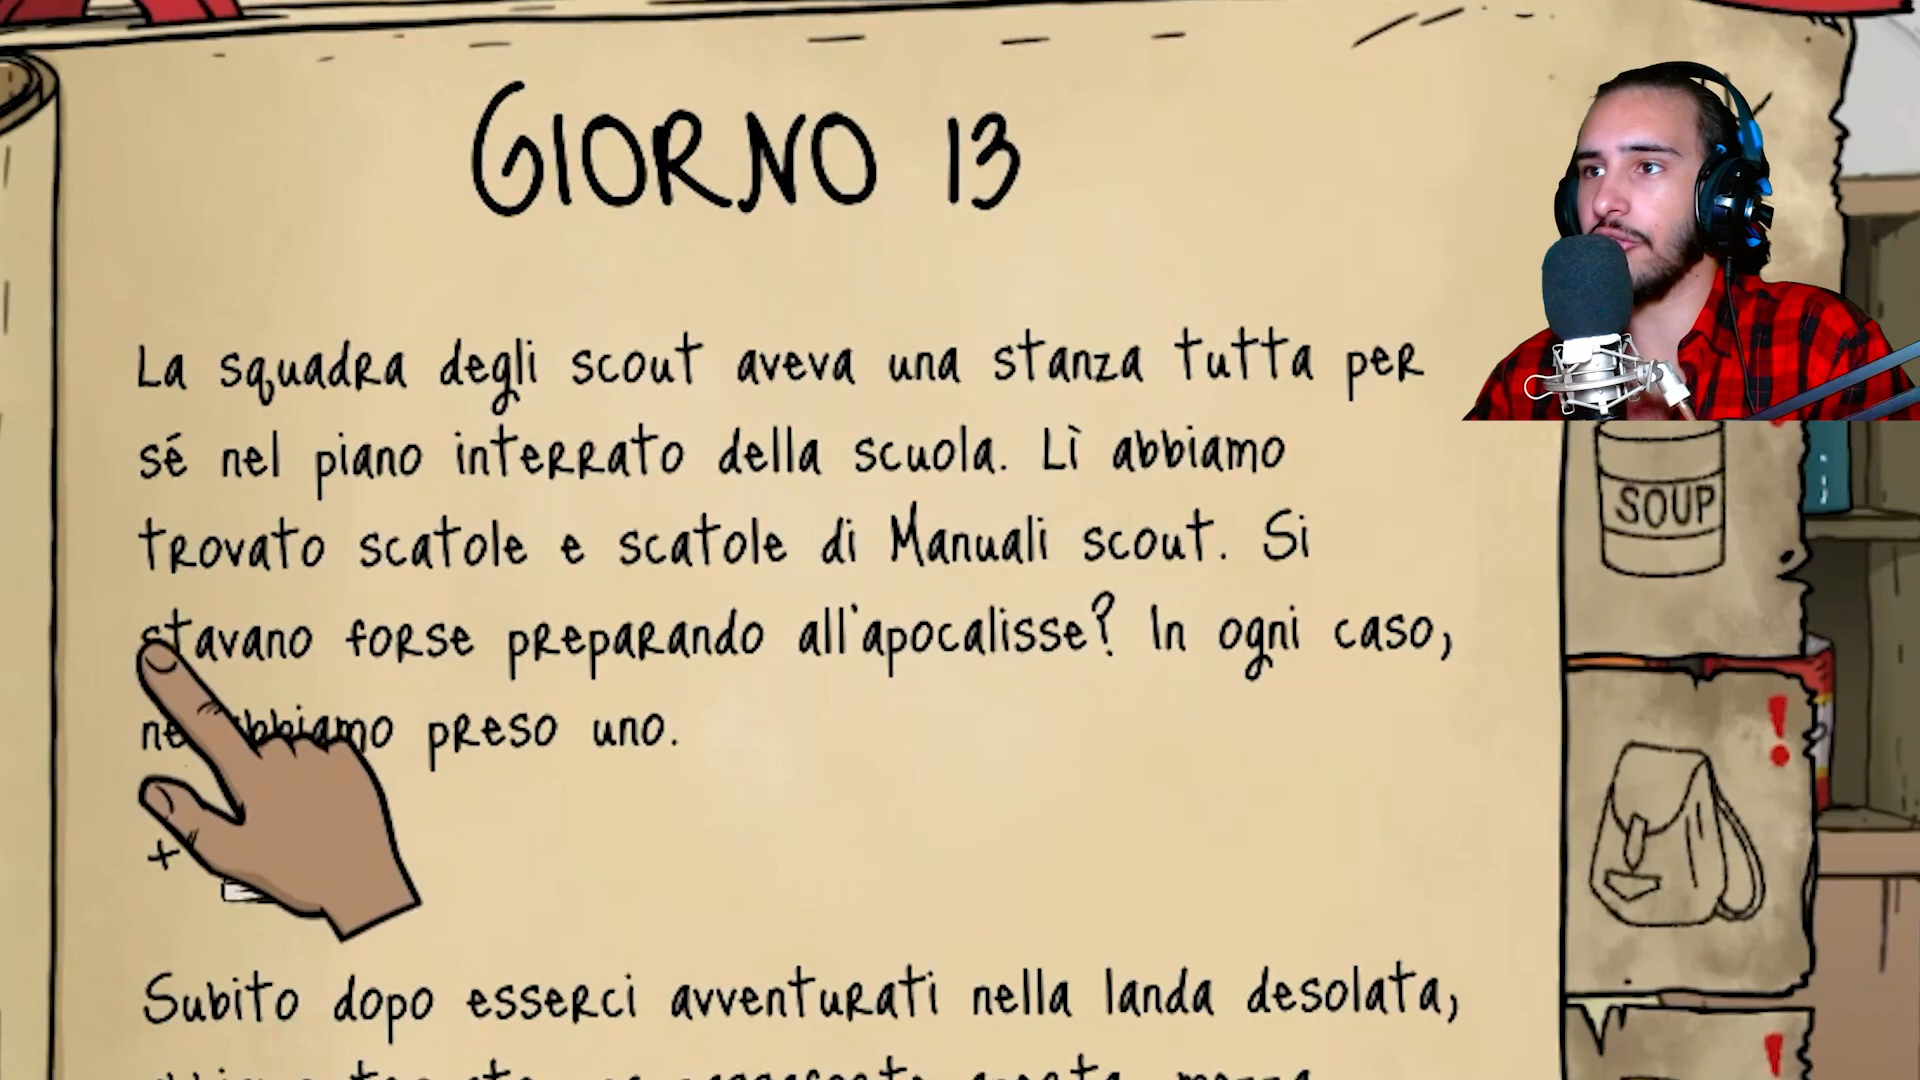 GIORNO 13
La squadra degli scout aveva una stanza tutta per
sé nel piano interrato della scuola. Lì abbiamo
trovato scatole e scatole di Manuali scout. Si
stavano forse preparando all'apocalisse? In ogni caso,
ne abbiamo preso uno.
+
Subito dopo esserci avventurati nella landa desolata,
SOUP
!
!